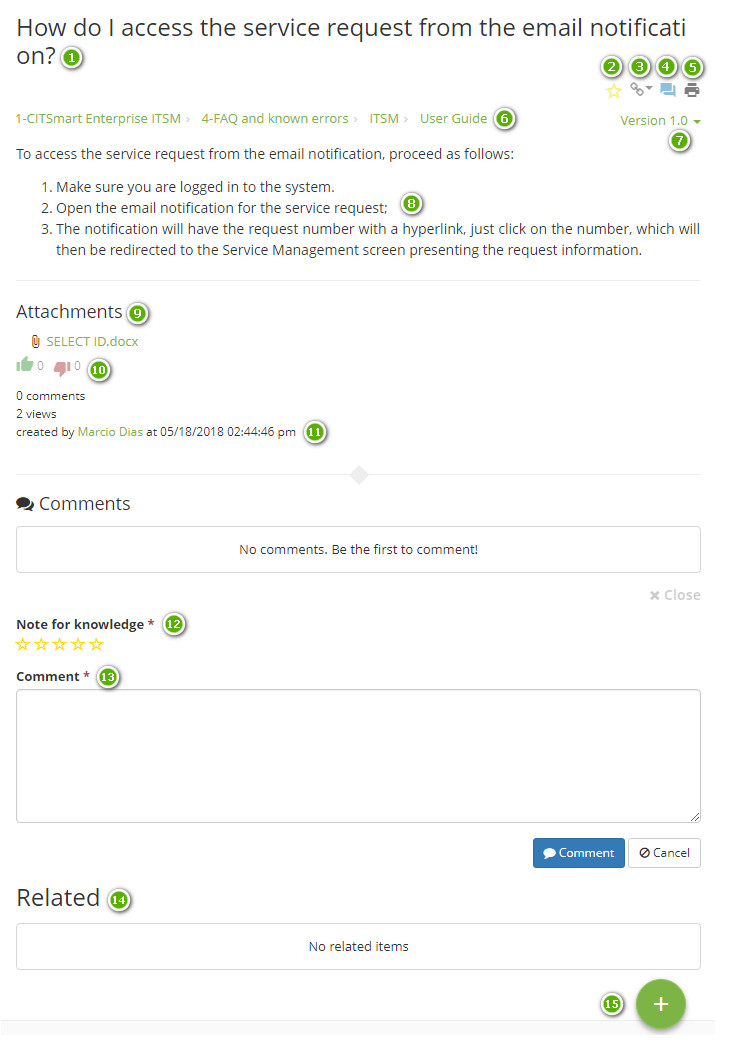 How do I access the service request from the email notificati
on? 1
2 3 4 5
1-CITSmart Enterprise ITSM › 4-FAQ and known errors › ITSM › User Guide 6
Version 1.0
7
To access the service request from the email notification, proceed as follows:
1. Make sure you are logged in to the system.
2. Open the email notification for the service request; 8
3. The notification will have the request number with a hyperlink, just click on the number, which will
then be redirected to the Service Management screen presenting the request information.
Attachments 9
SELECT ID.docx
0 0 10
0 comments
2 views
created by Marcio Dias at 05/18/2018 02:44:46 pm 11
Comments
No comments. Be the first to comment!
Close
Note for knowledge * 12
Comment * 13
Comment Cancel
Related 14
No related items
15 +